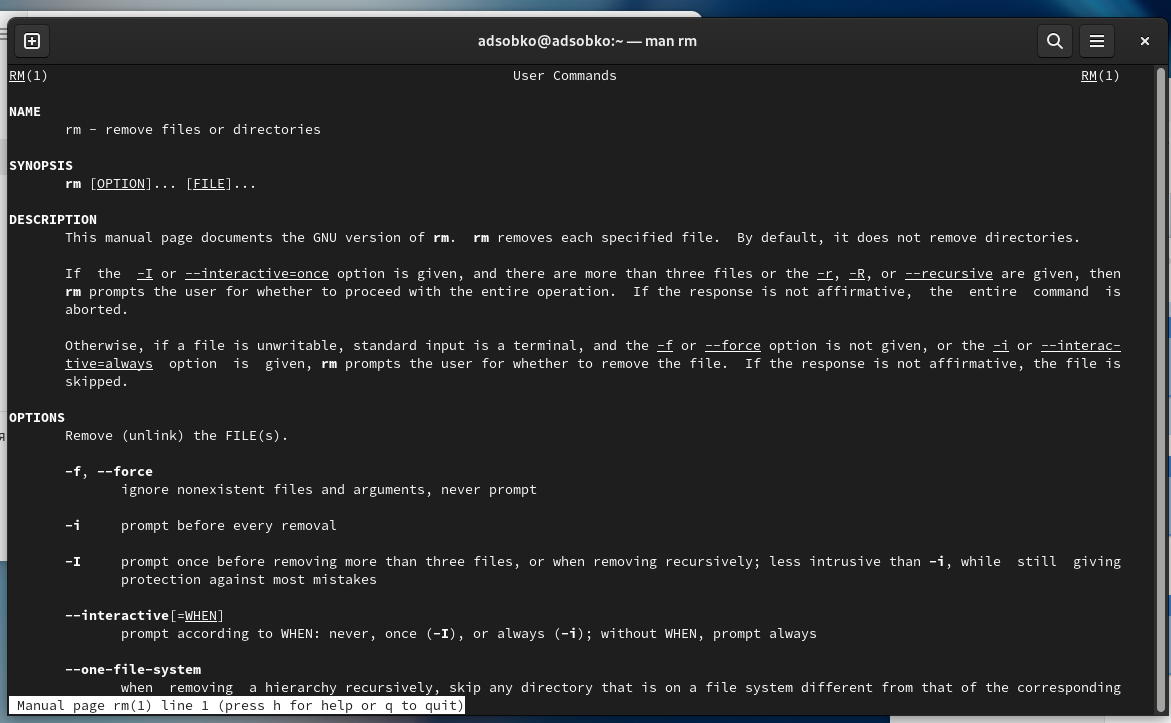 adsobko@adsobko:~ — man rm
RM(1) User Commands RM(1)
NAME
rm - remove files or directories
SYNOPSIS
rm [OPTION]... [FILE]...
DESCRIPTION
This manual page documents the GNU version of rm.  rm removes each specified file.  By default, it does not remove directories.
If  the  -I or --interactive=once option is given, and there are more than three files or the -r, -R, or --recursive are given, then
rm prompts the user for whether to proceed with the entire operation.  If the response is not affirmative,  the  entire  command  is
aborted.
Otherwise, if a file is unwritable, standard input is a terminal, and the -f or --force option is not given, or the -i or --interac-
tive=always  option  is  given, rm prompts the user for whether to remove the file.  If the response is not affirmative, the file is
skipped.
OPTIONS
Remove (unlink) the FILE(s).
-f, --force
ignore nonexistent files and arguments, never prompt
-i prompt before every removal
-I prompt once before removing more than three files, or when removing recursively; less intrusive than -i, while  still  giving
protection against most mistakes
--interactive[=WHEN]
prompt according to WHEN: never, once (-I), or always (-i); without WHEN, prompt always
--one-file-system
when  removing  a hierarchy recursively, skip any directory that is on a file system different from that of the corresponding
Manual page rm(1) line 1 (press h for help or q to quit)
я